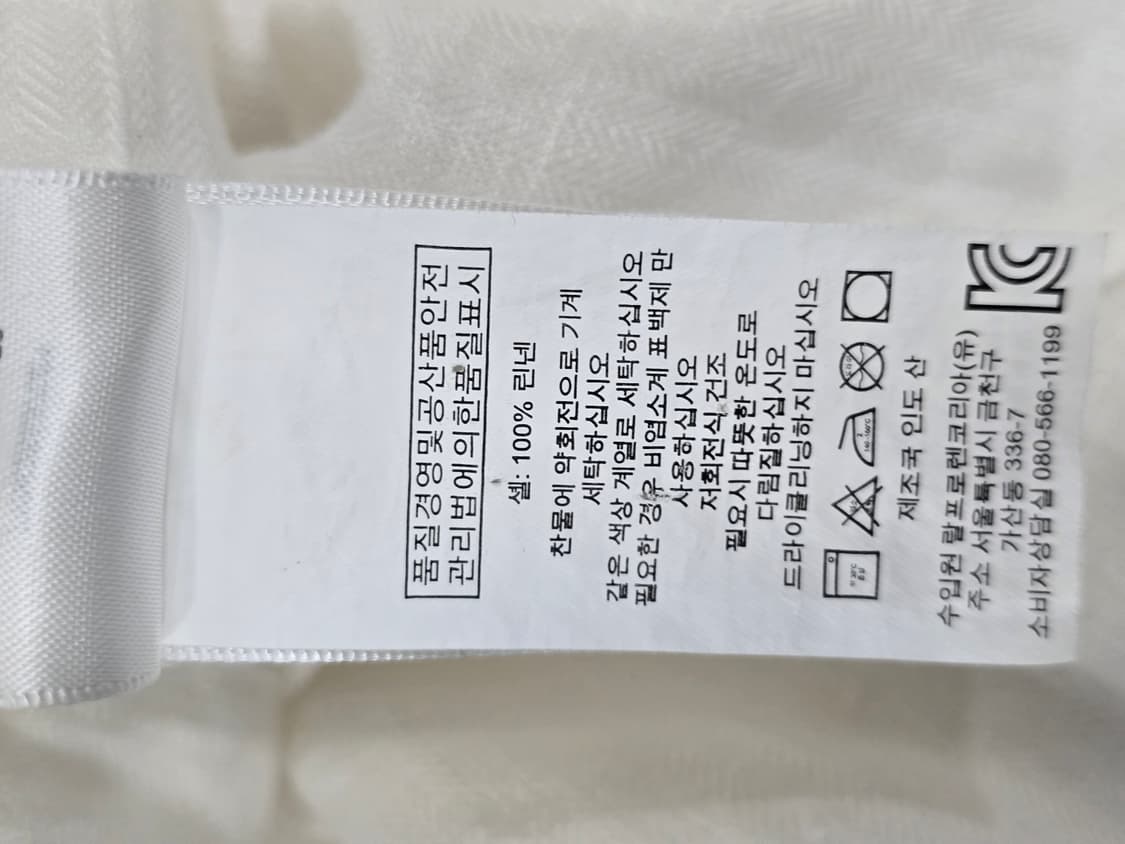 품질경영및공산품안전
관리법에의한품질표시
셸: 100% 린넨
찬물에 약회전으로 기계
세탁하십시오
같은 색상 계열로 세탁하십시오
필요한 경우 비염소계 표백제 만
사용하십시오
저회전식 건조
필요시 따뜻한 온도로
다림질하십시오
드라이클리닝하지 마십시오
제조국 인도 산
수입원 랄프로렌코리아(유)
주소 서울특별시 금천구
가산동 336-7
소비자상담실 080-566-1199